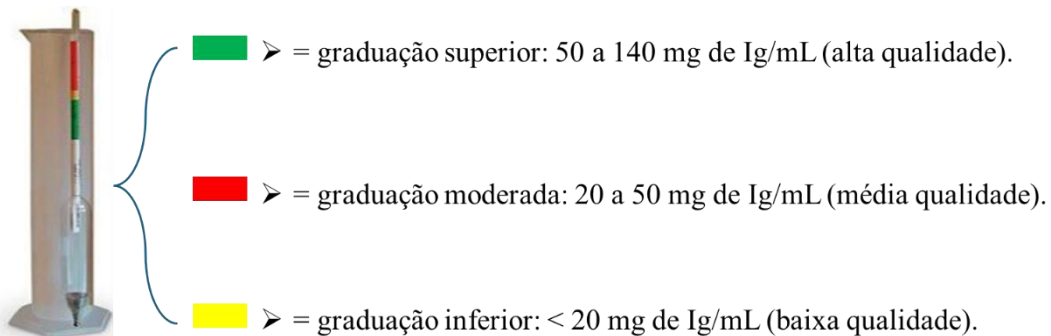 ➢ = graduação superior: 50 a 140 mg de Ig/mL (alta qualidade).
➢ = graduação moderada: 20 a 50 mg de Ig/mL (média qualidade).
➢ = graduação inferior: < 20 mg de Ig/mL (baixa qualidade).